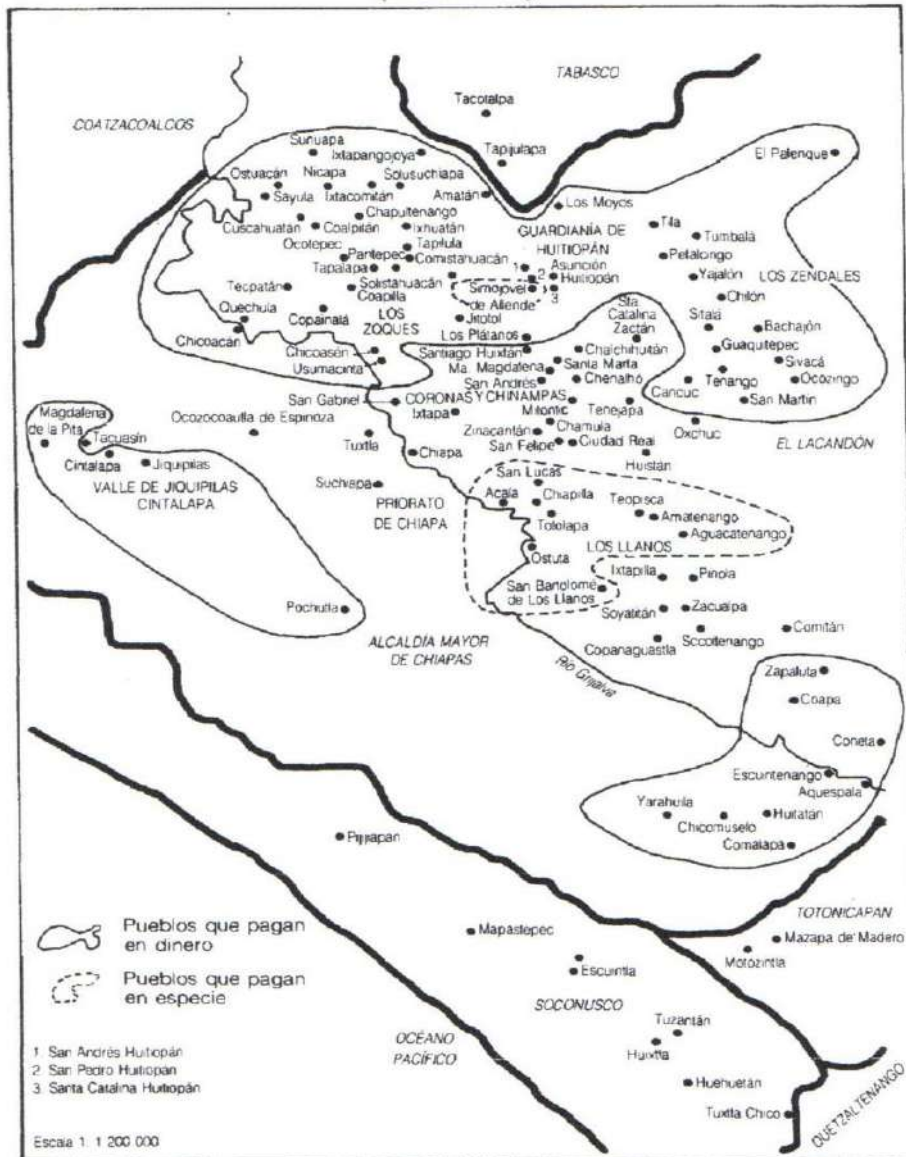 TABASCO
Tacotalpa
COATZACOALCOS
Sunuapa
Ixtapangojoya
Tapijulapa
El Palenque
Ostuacán
Nicapa
Solusuchiapa
Sayula
Ixtacomitán
Amatán
Los Moyos
Chapultenango
Cuscahuatán
Coalpitán
Ixhuatán
GUARDIANÍA DE
HUITIOPÁN
Tila
Tumbalá
Ocotepec
Tapilula
Pantepec
Comistahuacán
1
Asunción
Petalongo
Tapalapa
2
Huitiopán
Yajalón
LOS ZENDALES
Tecpatán
Solistahuacán
Simojovel
de Allende
3
Coapilla
Chilón
Quechula
Copainalá
LOS
ZOQUES
Jitotol
Sta.
Catalina
Zactán
Sitalá
Bachajón
Chicoacán
Los Plátanos
Chicoasén
Santiago Huixtán
Chalchihuitán
Guaquitepec
Usumacinta
Ma. Magdalena
Santa Marta
Sivacá
San Andrés
Chenalhó
Tenango
Ocozingo
Cancuc
San Gabriel
CORONAS Y CHINAMPAS
San Martín
Magdalena
de la Pita
Ocozocoautla de Espinoza
Ixtapa
Mitontic
Tenejapa
Tacuasín
Zinacantán
Chamula
Oxchuc
Tuxtla
San Felipe
Ciudad Real
EL LACANDÓN
Cintalapa
Jiquipilas
Chiapa
Huistán
VALLE DE JIQUIPILAS
CINTALAPA
Suchiapa
San Lucas
PRIORATO
DE CHIAPA
Acala
Chiapilla
Teopisca
Amatenango
Totolapa
Aguacatenango
Ostuta
LOS LLANOS
Ixtapilla
Pinola
San Bartolomé
de Los Llanos
Pochutla
Soyatitán
Zacualpa
ALCALDÍA MAYOR
DE CHIAPAS
Socoltenango
Comitán
Copanaguastla
Río Grijalva
Zapaluta
Coapa
Coneta
Escuintenango
Aquespala
Yarahuila
Huitatán
Chicomuselo
Comalapa
Pijijiapan
TOTONICAPAN
Pueblos que pagan
en dinero
Mapastepec
Mazapa de Madero
Motozintla
Escuintla
Pueblos que pagan
en especie
SOCONUSCO
Tuzantán
OCÉANO
PACÍFICO
Huixtla
1. San Andrés Huitiopán
2. San Pedro Huitiopán
3. Santa Catalina Huitiopán
Huehuetán
Tuxtla Chico
QUETZALTENANGO
Escala 1: 1 200 000